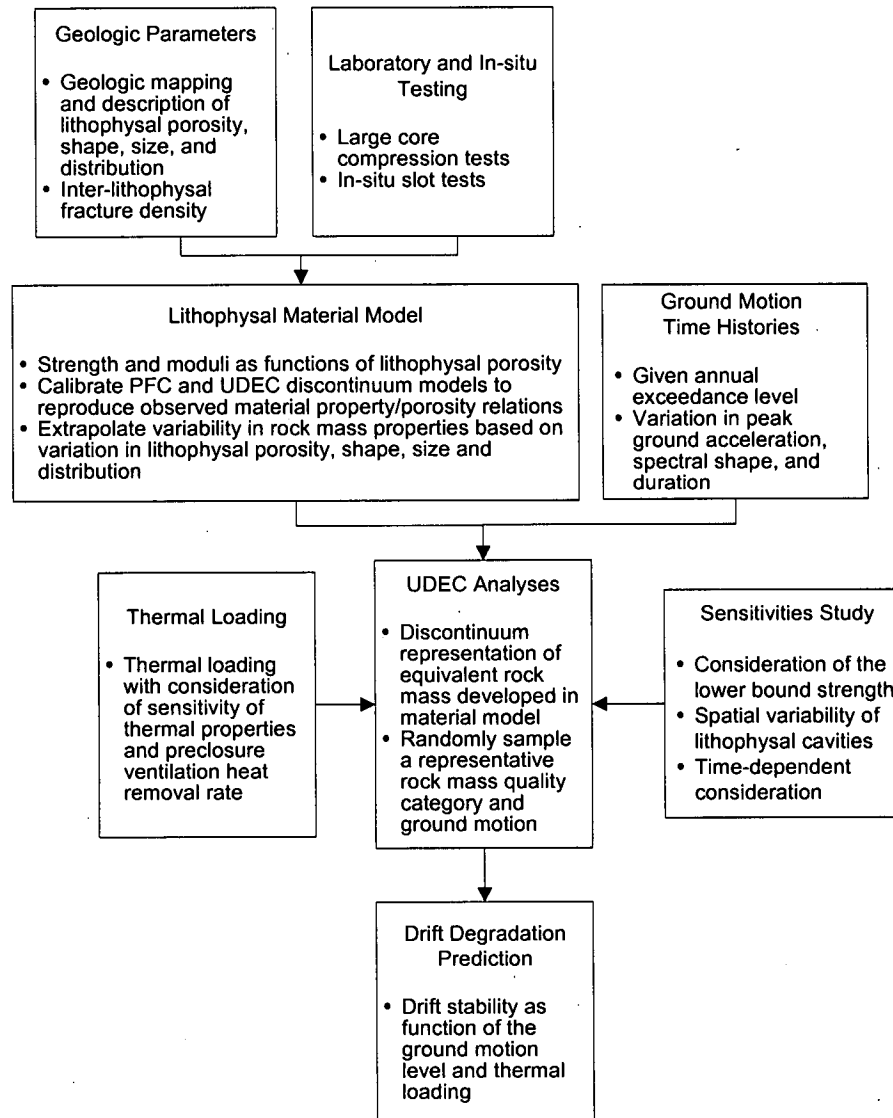 Geologic Parameters
• Geologic mapping
and description of
lithophysal porosity,
shape, size, and
distribution
• Inter-lithophysal
fracture density
Laboratory and In-situ
Testing
• Large core
compression tests
• In-situ slot tests
Lithophysal Material Model
• Strength and moduli as functions of lithophysal porosity
• Calibrate PFC and UDEC discontinuum models to
reproduce observed material property/porosity relations
• Extrapolate variability in rock mass properties based on
variation in lithophysal porosity, shape, size and
distribution
Ground Motion
Time Histories
• Given annual
exceedance level
• Variation in peak
ground acceleration,
spectral shape, and
duration
Thermal Loading
• Thermal loading
with consideration
of sensitivity of
thermal properties
and preclosure
ventilation heat
removal rate
UDEC Analyses
• Discontinuum
representation of
equivalent rock
mass developed in
material model
• Randomly sample
a representative
rock mass quality
category and
ground motion
Sensitivities Study
• Consideration of the
lower bound strength
• Spatial variability of
lithophysal cavities
• Time-dependent
consideration
Drift Degradation
Prediction
• Drift stability as
function of the
ground motion
level and thermal
loading